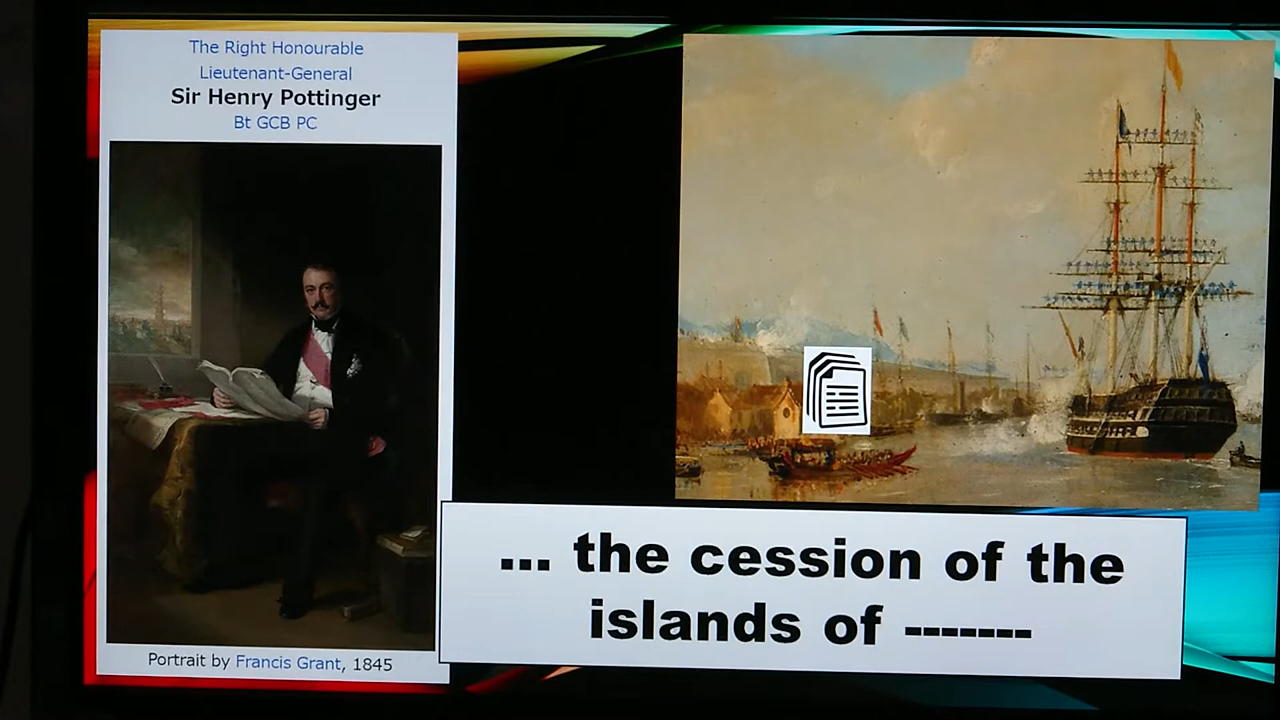 The Right Honourable
Lieutenant-General
Sir Henry Pottinger
Bt GCB PC
Portrait by Francis Grant, 1845
... the cession of the
islands of -------